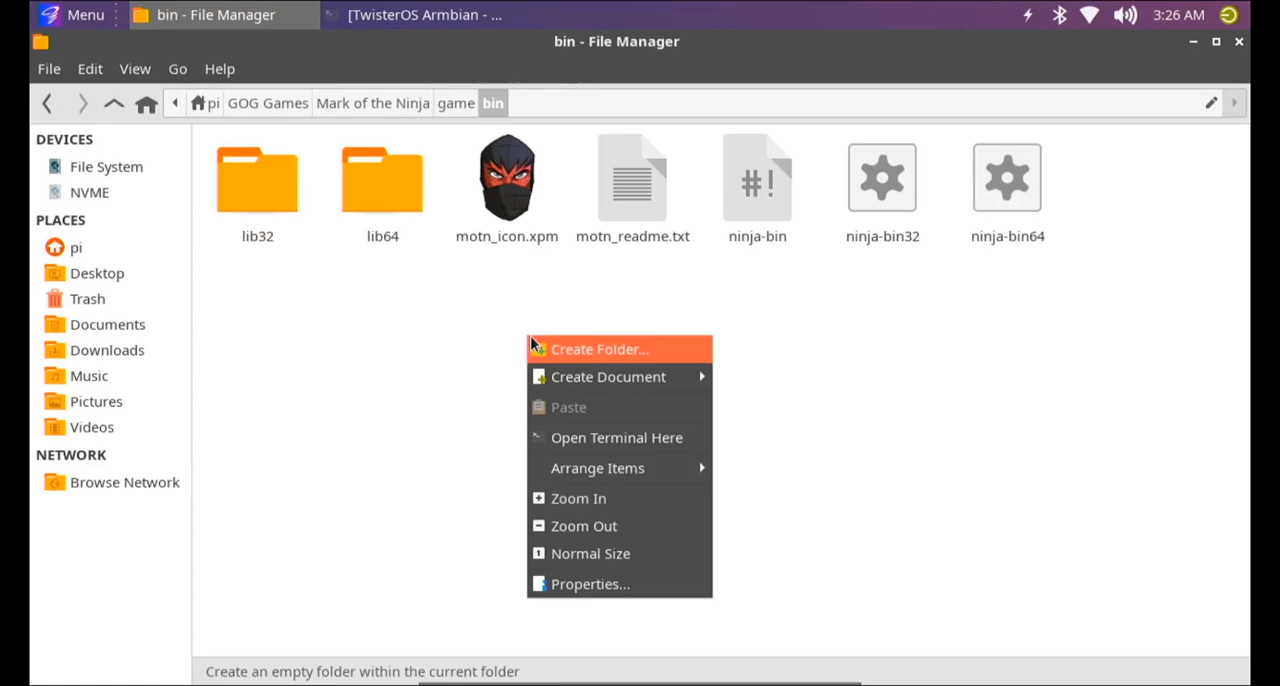 Menu
bin - File Manager
[TwisterOS Armbian - ...
3:26 AM
bin - File Manager
File Edit View Go Help
pi GOG Games Mark of the Ninja game bin
DEVICES
File System
NVME
PLACES
pi
Desktop
Trash
Documents
Downloads
Music
Pictures
Videos
NETWORK
Browse Network
#!
lib32 lib64 motn_icon.xpm motn_readme.txt ninja-bin ninja-bin32 ninja-bin64
Create Folder...
Create Document
Paste
Open Terminal Here
Arrange Items
Zoom In
Zoom Out
Normal Size
Properties...
Create an empty folder within the current folder